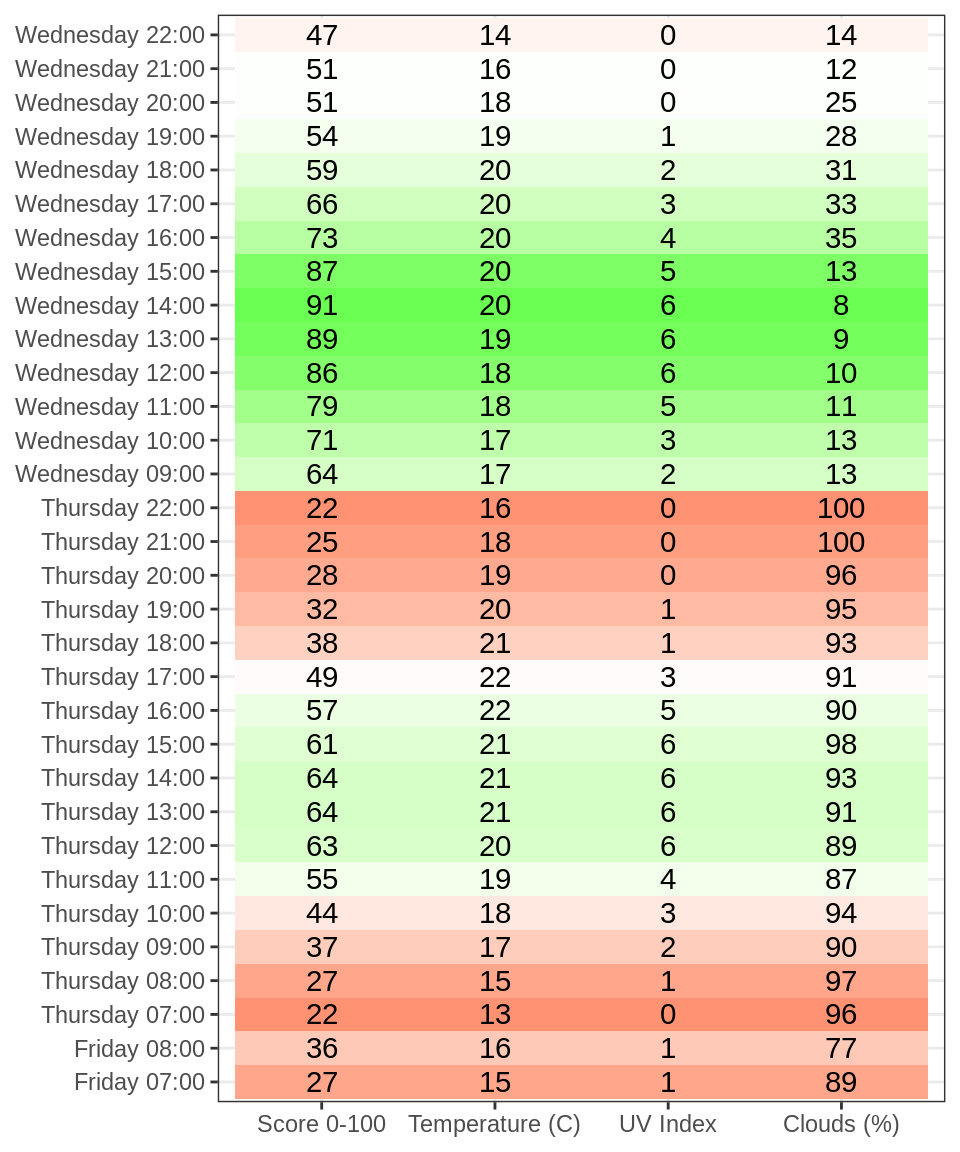 Wednesday 22:00 47 14 0 14
Wednesday 21:00 51 16 0 12
Wednesday 20:00 51 18 0 25
Wednesday 19:00 54 19 1 28
Wednesday 18:00 59 20 2 31
Wednesday 17:00 66 20 3 33
Wednesday 16:00 73 20 4 35
Wednesday 15:00 87 20 5 13
Wednesday 14:00 91 20 6 8
Wednesday 13:00 89 19 6 9
Wednesday 12:00 86 18 6 10
Wednesday 11:00 79 18 5 11
Wednesday 10:00 71 17 3 13
Wednesday 09:00 64 17 2 13
Thursday 22:00 22 16 0 100
Thursday 21:00 25 18 0 100
Thursday 20:00 28 19 0 96
Thursday 19:00 32 20 1 95
Thursday 18:00 38 21 1 93
Thursday 17:00 49 22 3 91
Thursday 16:00 57 22 5 90
Thursday 15:00 61 21 6 98
Thursday 14:00 64 21 6 93
Thursday 13:00 64 21 6 91
Thursday 12:00 63 20 6 89
Thursday 11:00 55 19 4 87
Thursday 10:00 44 18 3 94
Thursday 09:00 37 17 2 90
Thursday 08:00 27 15 1 97
Thursday 07:00 22 13 0 96
Friday 08:00 36 16 1 77
Friday 07:00 27 15 1 89
Score 0-100 Temperature (C) UV Index Clouds (%)